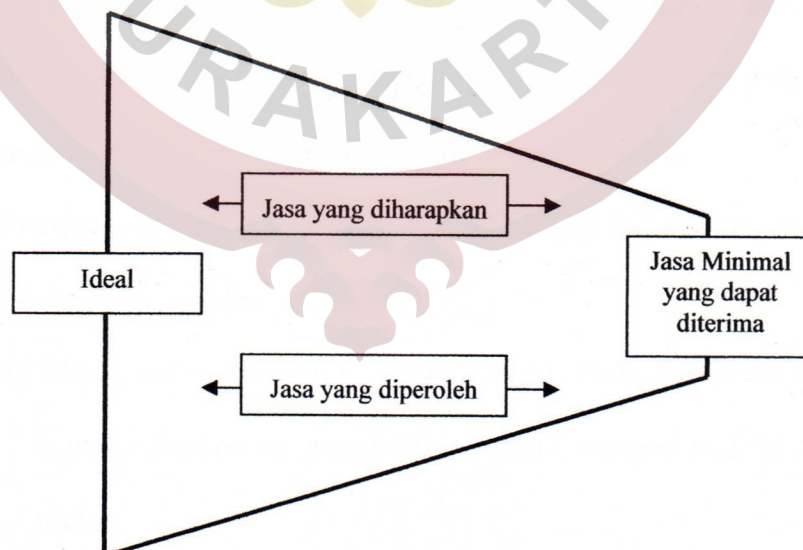 URAKART
Jasa yang diharapkan
Ideal
Jasa Minimal
yang dapat
diterima
Jasa yang diperoleh